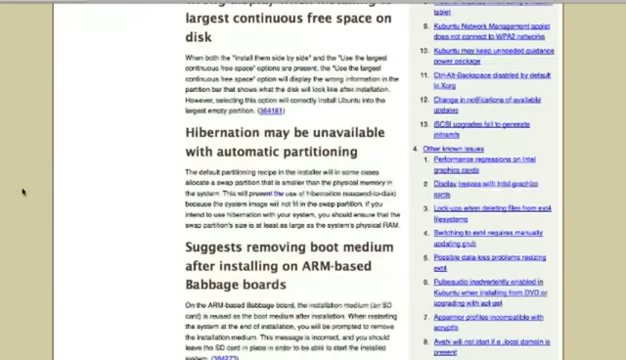 largest continuous free space on
disk
When both the "install them side by side" and the "Use the largest
continuous free space" options are present, the "Use the largest
continuous free space" option will display the wrong information in the
partition bar that shows what the disk will look like after installation.
However, selecting this option will correctly install Ubuntu into the
largest empty partition.
Hibernation may be unavailable
with automatic partitioning
The default partitioning recipe in the installer will in some cases
allocate a swap partition that is smaller than the physical memory in
the system. This will prevent the use of hibernation (suspend-to-disk)
because the system image will not fit in the swap partition. If you
intend to use hibernation with your system, you should ensure that the
swap partition's size is at least as large as the system's physical RAM.
Suggests removing boot medium
after installing on ARM-based
Babbage boards
On the ARM-based Babbage board, the installation medium (an SD
card) is reused as the boot medium after installation. When restarting
the system at the end of installation, you will be prompted to remove
the installation medium. This message is incorrect, and you should
leave the SD card in place in order to be able to start the installed
system.
tablet
9. Kubuntu Network Management applet
does not connect to WPA2 networks
10. Kubuntu may keep unneeded guidance
power package
11. Ctrl-Alt-Backspace disabled by default
in Xorg
12. Change in notifications of available
updates
13. iSCSI upgrades fail to generate
initramfs
4. Other known issues
1. Performance regressions on Intel
graphics cards
2. Display freezes with Intel graphics
cards
3. Lock-ups when deleting files from ext4
filesystems
4. Switching to ext4 requires manually
updating grub
5. Possible data-loss problems resizing
ext4
6. Pulseaudio inadvertently enabled in
Kubuntu when installing from DVD or
upgrading with apt-get
7. Apparmor profiles incompatible with
ecryptfs
8. Avahi will not start if a .local domain is
present